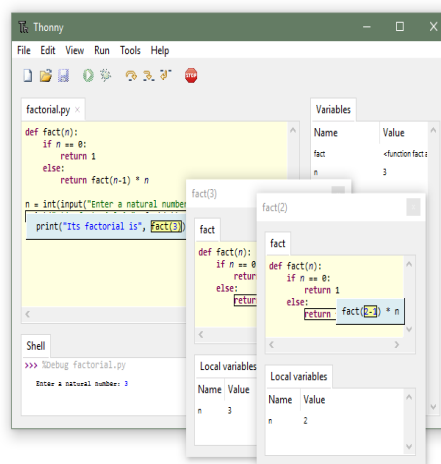 Thonny
File Edit View Run Tools Help
STOP
factorial.py ×
def fact(n):
if n == 0:
return 1
else:
return fact(n-1) * n
n = int(input("Enter a natural number
print("Its factorial is", fact(3))
Shell
>>> %Debug factorial.py
Enter a natural number: 3
Variables
Name Value
fact <function fact a
n 3
fact(3)
fact
def fact(n):
if n == 0
retur
else:
retur
Local variables
Name Value
n 3
fact(2)
fact
def fact(n):
if n == 0:
return 1
else:
return fact(2-1) * n
Local variables
Name Value
n 2